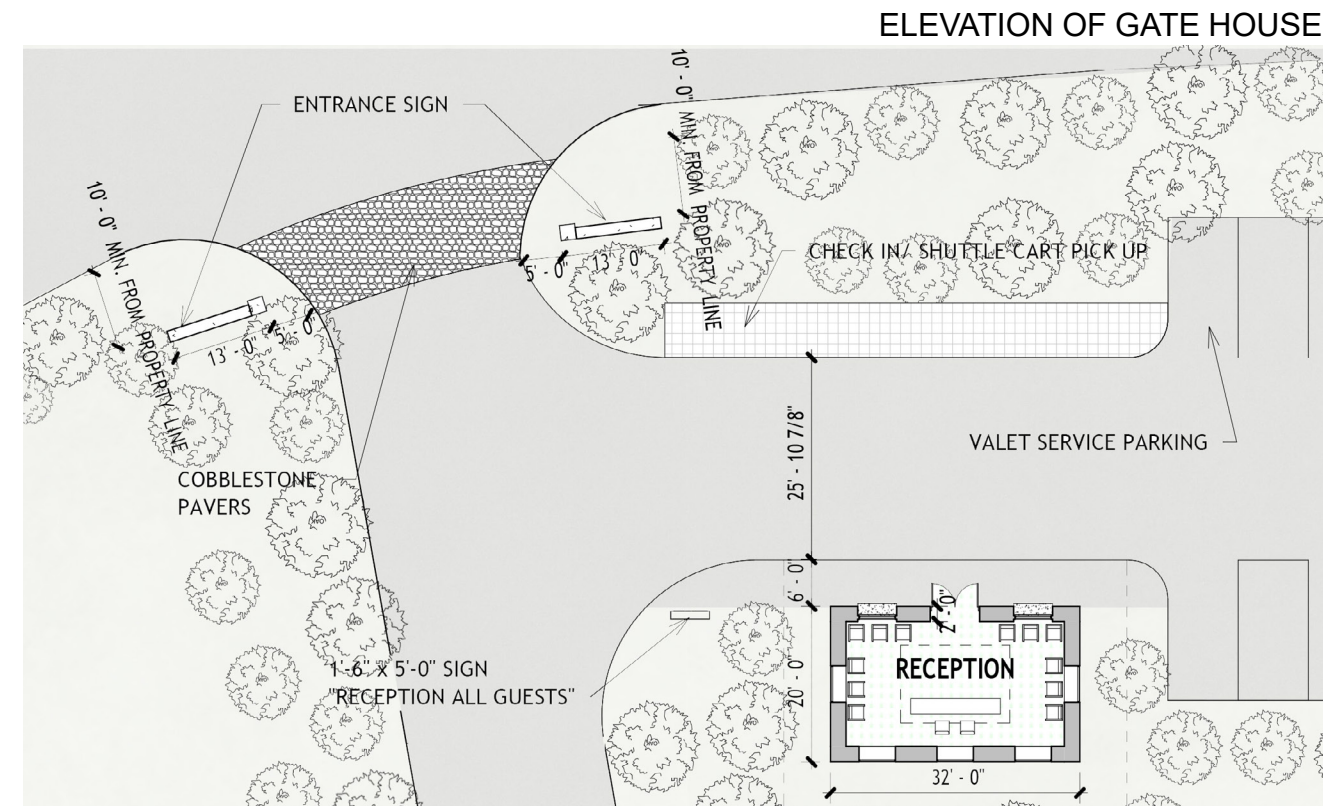 ELEVATION OF GATE HOUSE
ENTRANCE SIGN
10' - 0" MIN. FROM PROPERTY LINE
10' - 0" MIN. FROM PROPERTY LINE
5' - 0"
13' - 0"
CHECK IN/ SHUTTLE CART PICK UP
13' - 0"
5' - 0"
25' - 10 7/8"
VALET SERVICE PARKING
COBBLESTONE
PAVERS
6' - 0"
2' - 0"
1'-6" x 5'-0" SIGN
"RECEPTION ALL GUESTS"
RECEPTION
20' - 0"
32' - 0"